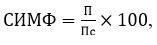 СИМФ = П/Пс × 100,